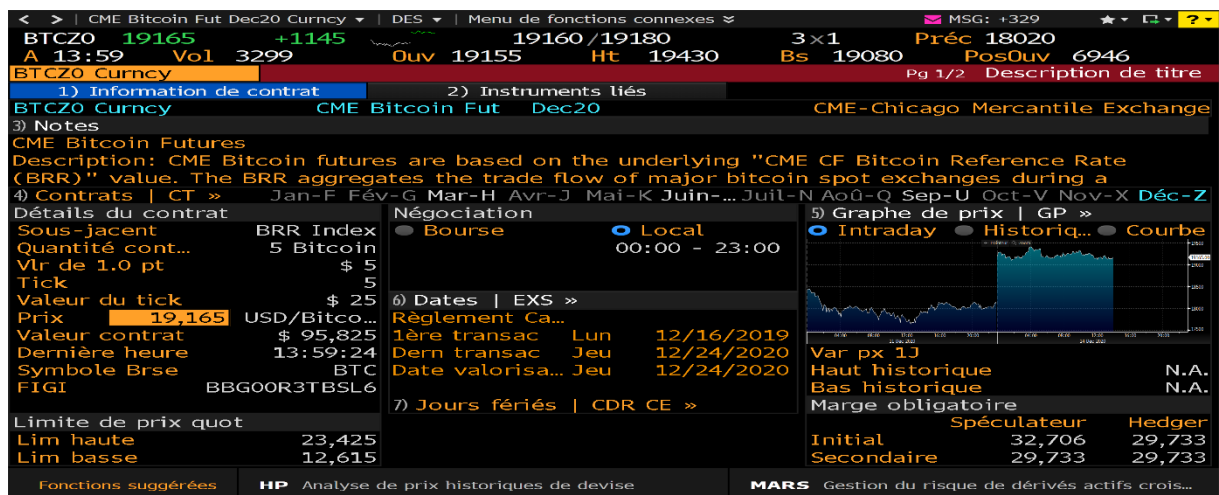 < > | CME Bitcoin Fut Dec20 Curncy ▾ | DES ▾ | Menu de fonctions connexes MSG: +329 ?
BTCZ0 19165 +1145 19160/19180 3×1 Préc 18020
A 13:59 Vol 3299 Ouv 19155 Ht 19430 Bs 19080 PosOuv 6946
BTCZ0 Curncy Pg 1/2 Description de titre
1) Information de contrat 2) Instruments liés
BTCZ0 Curncy CME Bitcoin Fut Dec20 CME-Chicago Mercantile Exchange
3) Notes
CME Bitcoin Futures
Description: CME Bitcoin futures are based on the underlying "CME CF Bitcoin Reference Rate
(BRR)" value. The BRR aggregates the trade flow of major bitcoin spot exchanges during a
4) Contrats | CT » Jan-F Fév-G Mar-H Avr-J Mai-K Juin-... Juil-N Aoû-Q Sep-U Oct-V Nov-X Déc-Z
Détails du contrat
Sous-jacent BRR Index
Quantité cont... 5 Bitcoin
Vlr de 1.0 pt $ 5
Tick 5
Valeur du tick $ 25
Prix 19,165 USD/Bitco...
Valeur contrat $ 95,825
Dernière heure 13:59:24
Symbole Brse BTC
FIGI BBG00R3TBSL6
Limite de prix quot
Lim haute 23,425
Lim basse 12,615
Négociation
Bourse Local
00:00 - 23:00
6) Dates | EXS »
Règlement Ca...
1ère transac Lun 12/16/2019
Dern transac Jeu 12/24/2020
Date valorisa... Jeu 12/24/2020
7) Jours fériés | CDR CE »
5) Graphe de prix | GP »
Intraday Historiq... Courbe
Var px 1J
Haut historique N.A.
Bas historique N.A.
Marge obligatoire
Spéculateur Hedger
Initial 32,706 29,733
Secondaire 29,733 29,733
Fonctions suggérées HP Analyse de prix historiques de devise MARS Gestion du risque de dérivés actifs crois...